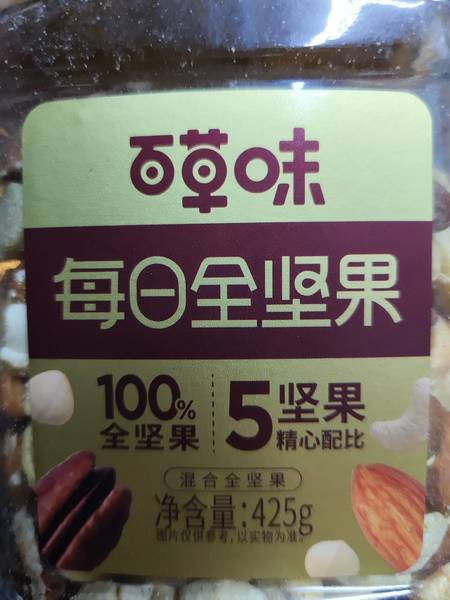 百草味
每日全坚果
100%
全坚果
5坚果
精心配比
混合全坚果
净含量:425g
图片仅供参考,以实物为准。